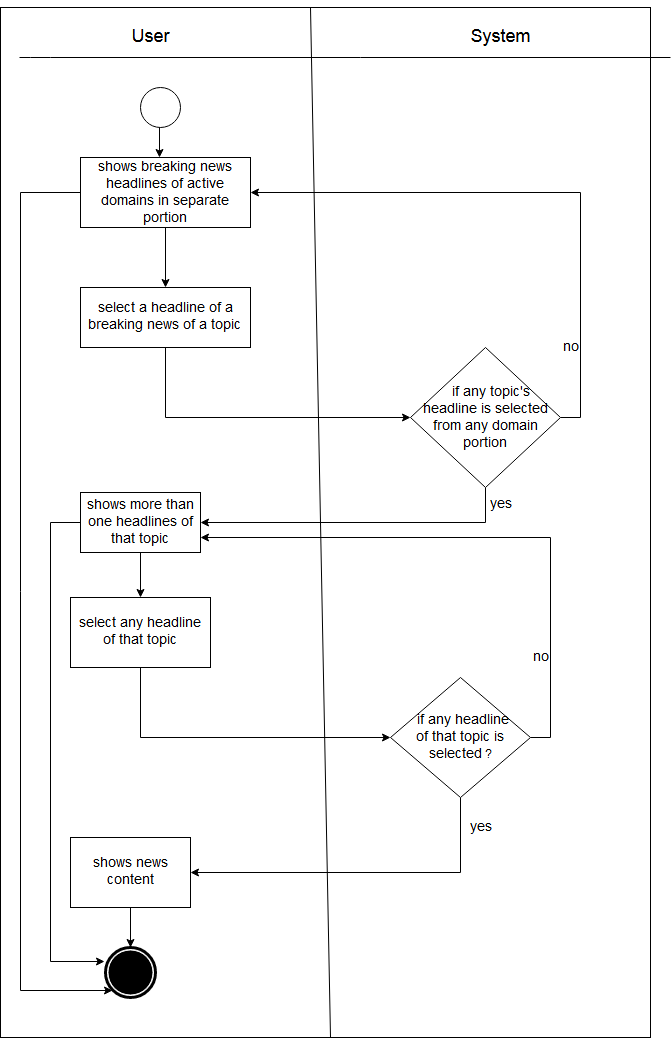 User
System
shows breaking news
headlines of active
domains in separate
portion
select a headline of a
breaking news of a topic
no
if any topic's
headline is selected
from any domain
portion
yes
shows more than
one headlines of
that topic
select any headline
of that topic
no
if any headline
of that topic is
selected ?
yes
shows news
content